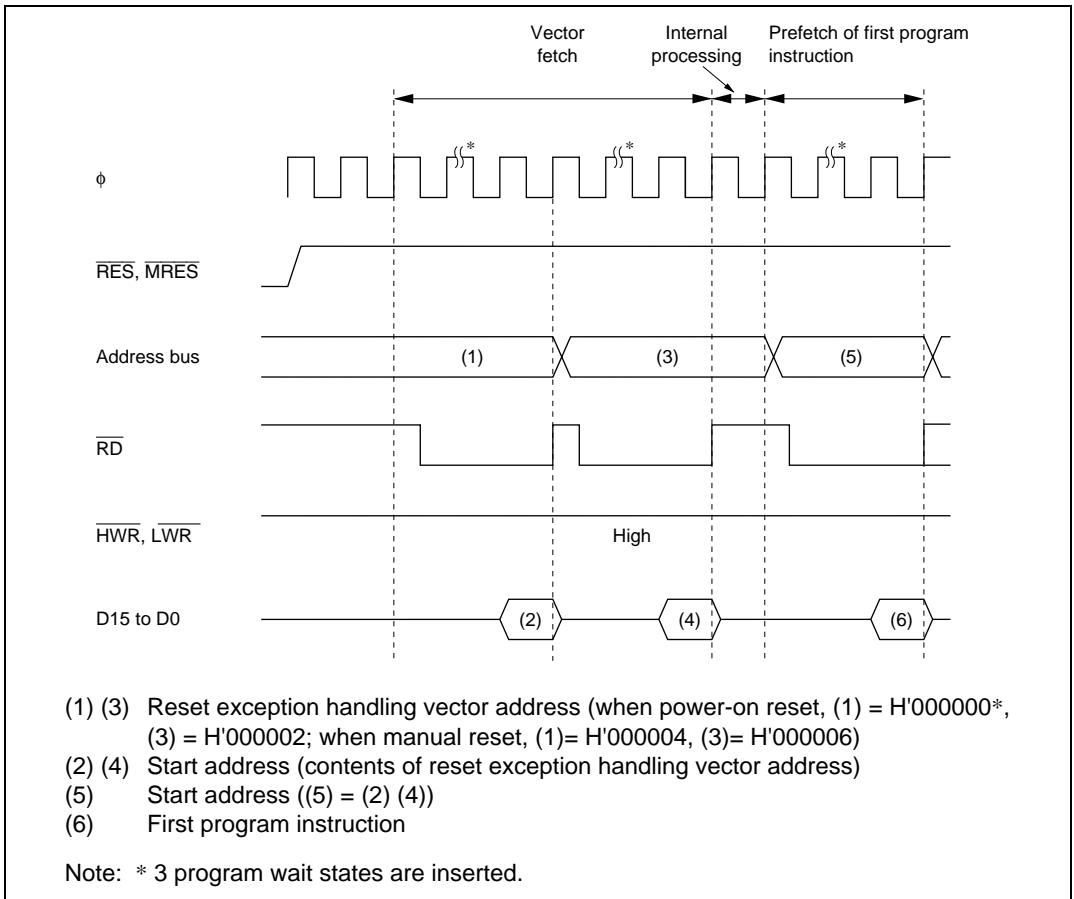 Vector fetch
Internal processing
Prefetch of first program instruction
* * *
ϕ
RES, MRES
Address bus (1) (3) (5)
RD
HWR, LWR High
D15 to D0 (2) (4) (6)
(1) (3) Reset exception handling vector address (when power-on reset, (1) = H'000000*,
(3) = H'000002; when manual reset, (1)= H'000004, (3)= H'000006)
(2) (4) Start address (contents of reset exception handling vector address)
(5) Start address ((5) = (2) (4))
(6) First program instruction
Note: * 3 program wait states are inserted.